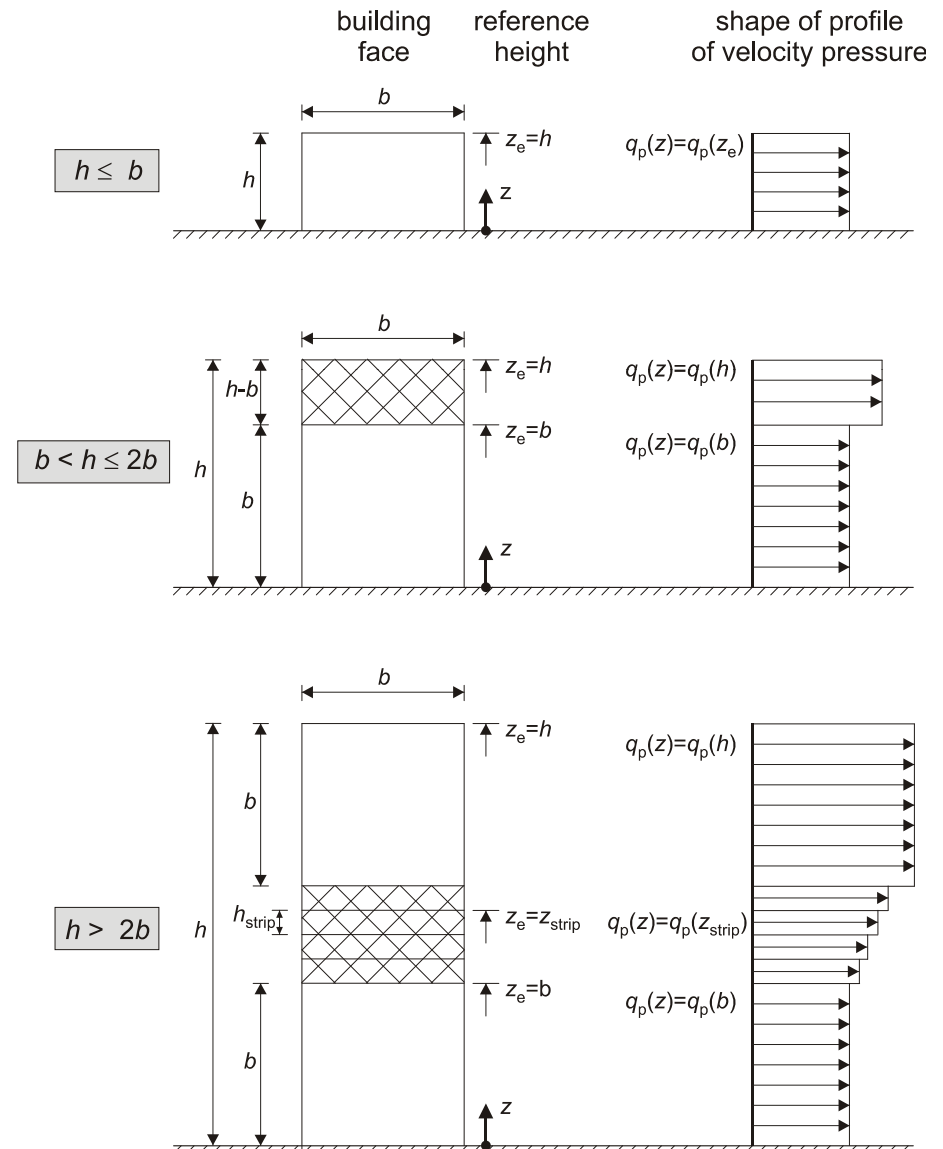 building face
reference height
shape of profile of velocity pressure
b
h ≤ b
h
z_e=h
z
q_p(z)=q_p(z_e)
b
b < h ≤ 2b
h
h-b
b
z_e=h
z_e=b
z
q_p(z)=q_p(h)
q_p(z)=q_p(b)
b
h > 2b
h
b
h_strip
b
z_e=h
z_e=z_strip
z_e=b
z
q_p(z)=q_p(h)
q_p(z)=q_p(z_strip)
q_p(z)=q_p(b)